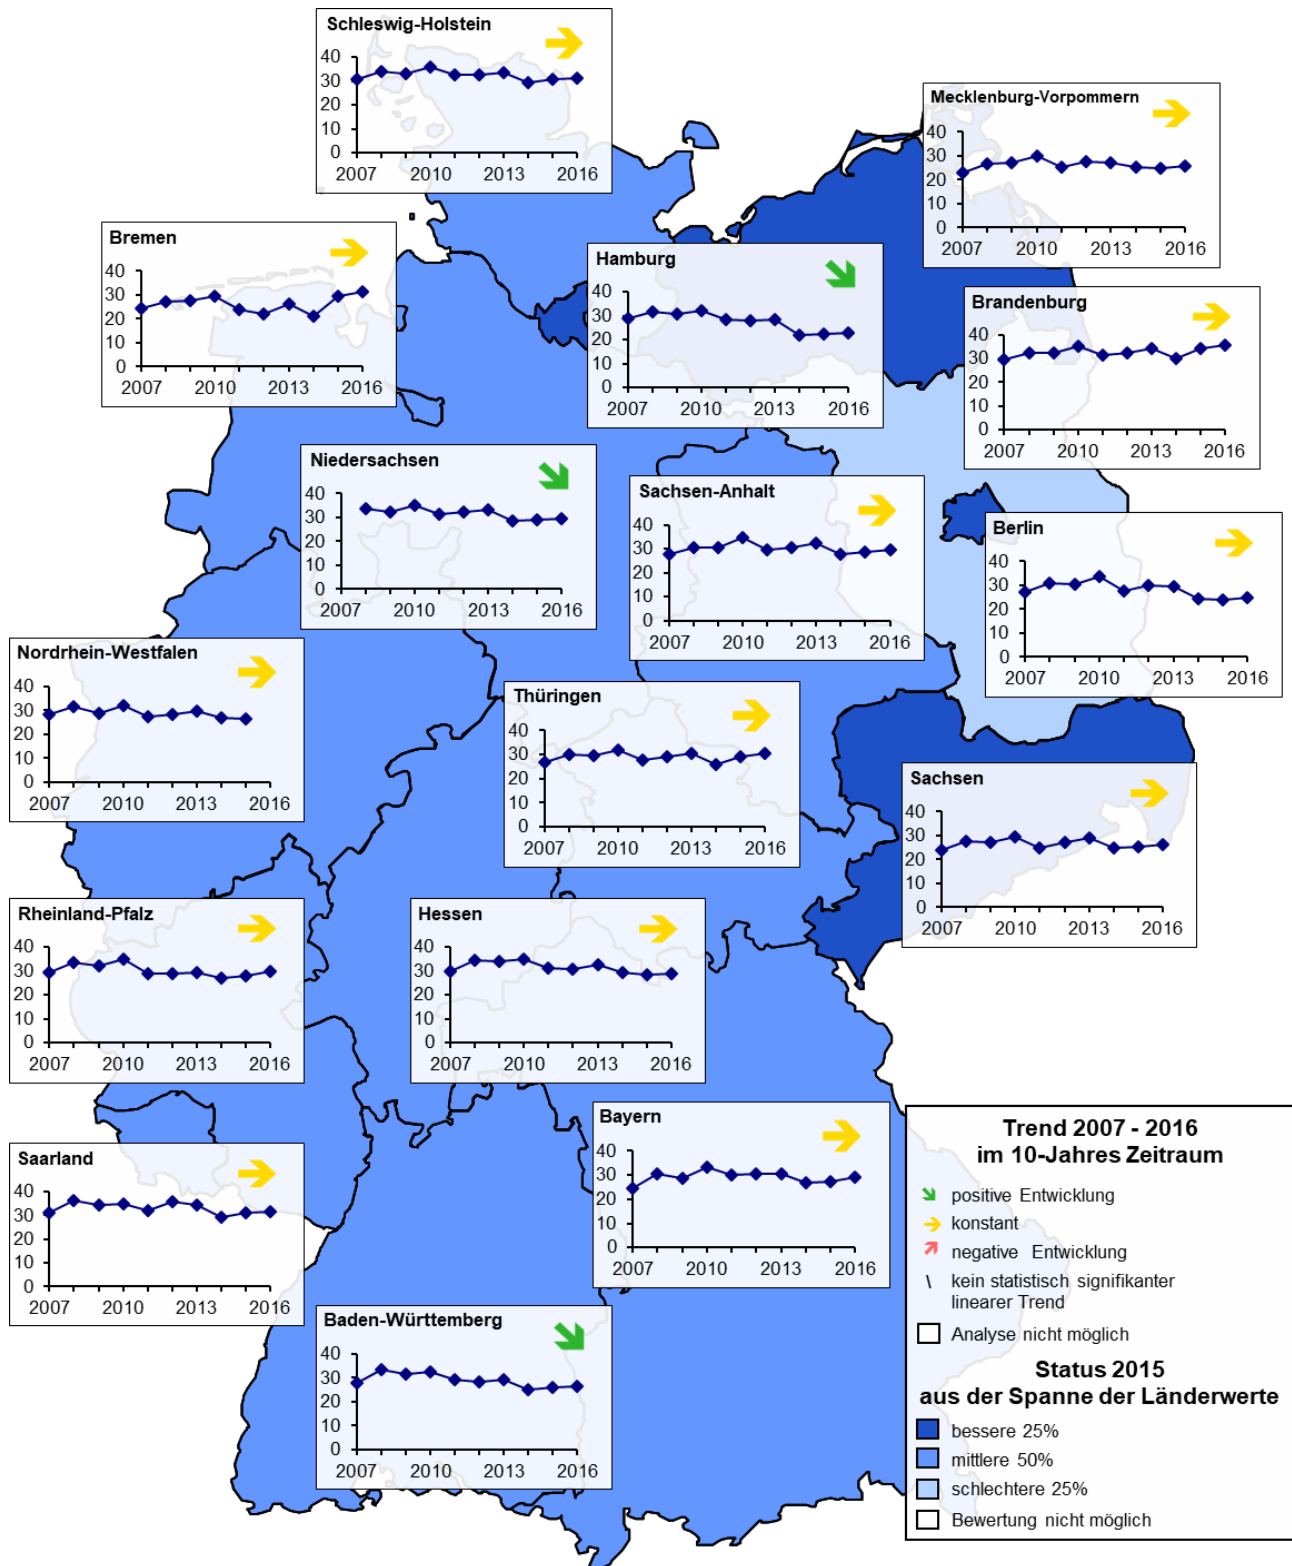 Schleswig-Holstein
40
30
20
10
0
2007 2010 2013 2016
Mecklenburg-Vorpommern
40
30
20
10
0
2007 2010 2013 2016
Bremen
40
30
20
10
0
2007 2010 2013 2016
Hamburg
40
30
20
10
0
2007 2010 2013 2016
Brandenburg
40
30
20
10
0
2007 2010 2013 2016
Niedersachsen
40
30
20
10
0
2007 2010 2013 2016
Sachsen-Anhalt
40
30
20
10
0
2007 2010 2013 2016
Berlin
40
30
20
10
0
2007 2010 2013 2016
Nordrhein-Westfalen
40
30
20
10
0
2007 2010 2013 2016
Thüringen
40
30
20
10
0
2007 2010 2013 2016
Sachsen
40
30
20
10
0
2007 2010 2013 2016
Rheinland-Pfalz
40
30
20
10
0
2007 2010 2013 2016
Hessen
40
30
20
10
0
2007 2010 2013 2016
Bayern
40
30
20
10
0
2007 2010 2013 2016
Saarland
40
30
20
10
0
2007 2010 2013 2016
Baden-Württemberg
40
30
20
10
0
2007 2010 2013 2016
Trend 2007 - 2016
im 10-Jahres Zeitraum
positive Entwicklung
konstant
negative Entwicklung
\ kein statistisch signifikanter
linearer Trend
Analyse nicht möglich
Status 2015
aus der Spanne der Länderwerte
bessere 25%
mittlere 50%
schlechtere 25%
Bewertung nicht möglich